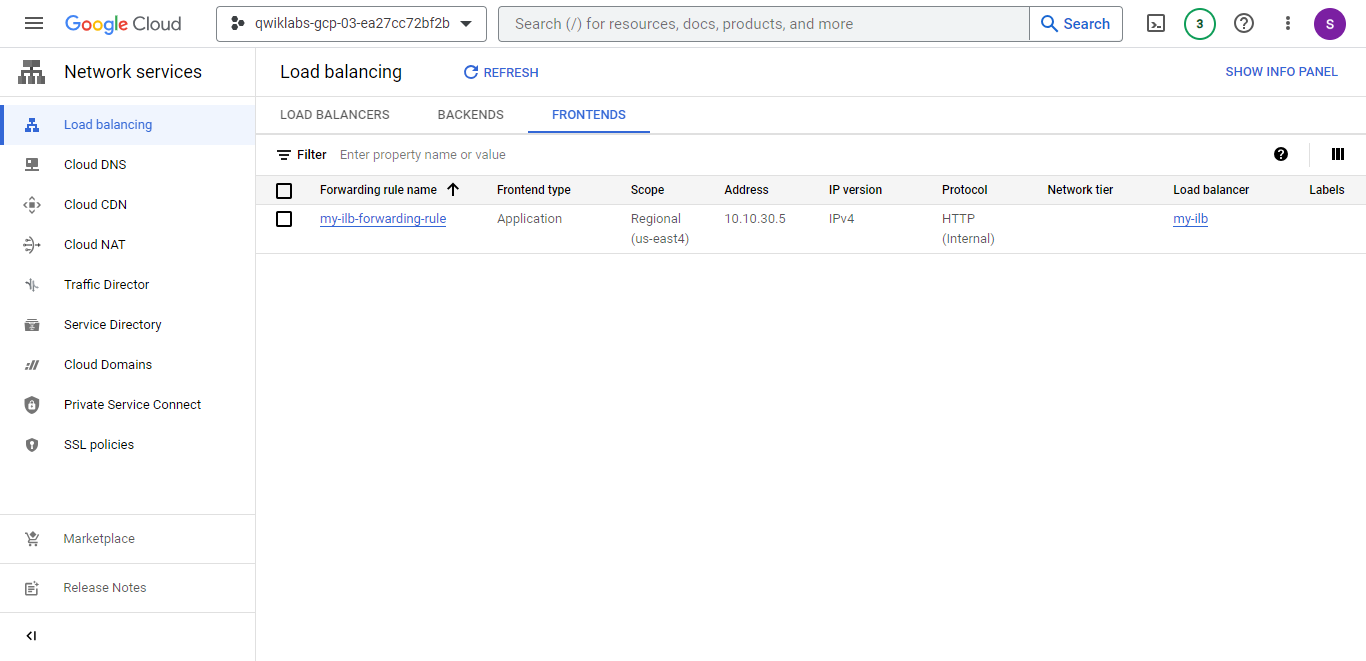 Google Cloud
qwiklabs-gcp-03-ea27cc72bf2b
Search (/) for resources, docs, products, and more
Search
3
S
Network services
Load balancing
REFRESH
SHOW INFO PANEL
Load balancing
Cloud DNS
Cloud CDN
Cloud NAT
Traffic Director
Service Directory
Cloud Domains
Private Service Connect
SSL policies
Marketplace
Release Notes
LOAD BALANCERS
BACKENDS
FRONTENDS
Filter
Enter property name or value
Forwarding rule name
Frontend type
Scope
Address
IP version
Protocol
Network tier
Load balancer
Labels
my-ilb-forwarding-rule
Application
Regional
(us-east4)
10.10.30.5
IPv4
HTTP
(Internal)
my-ilb